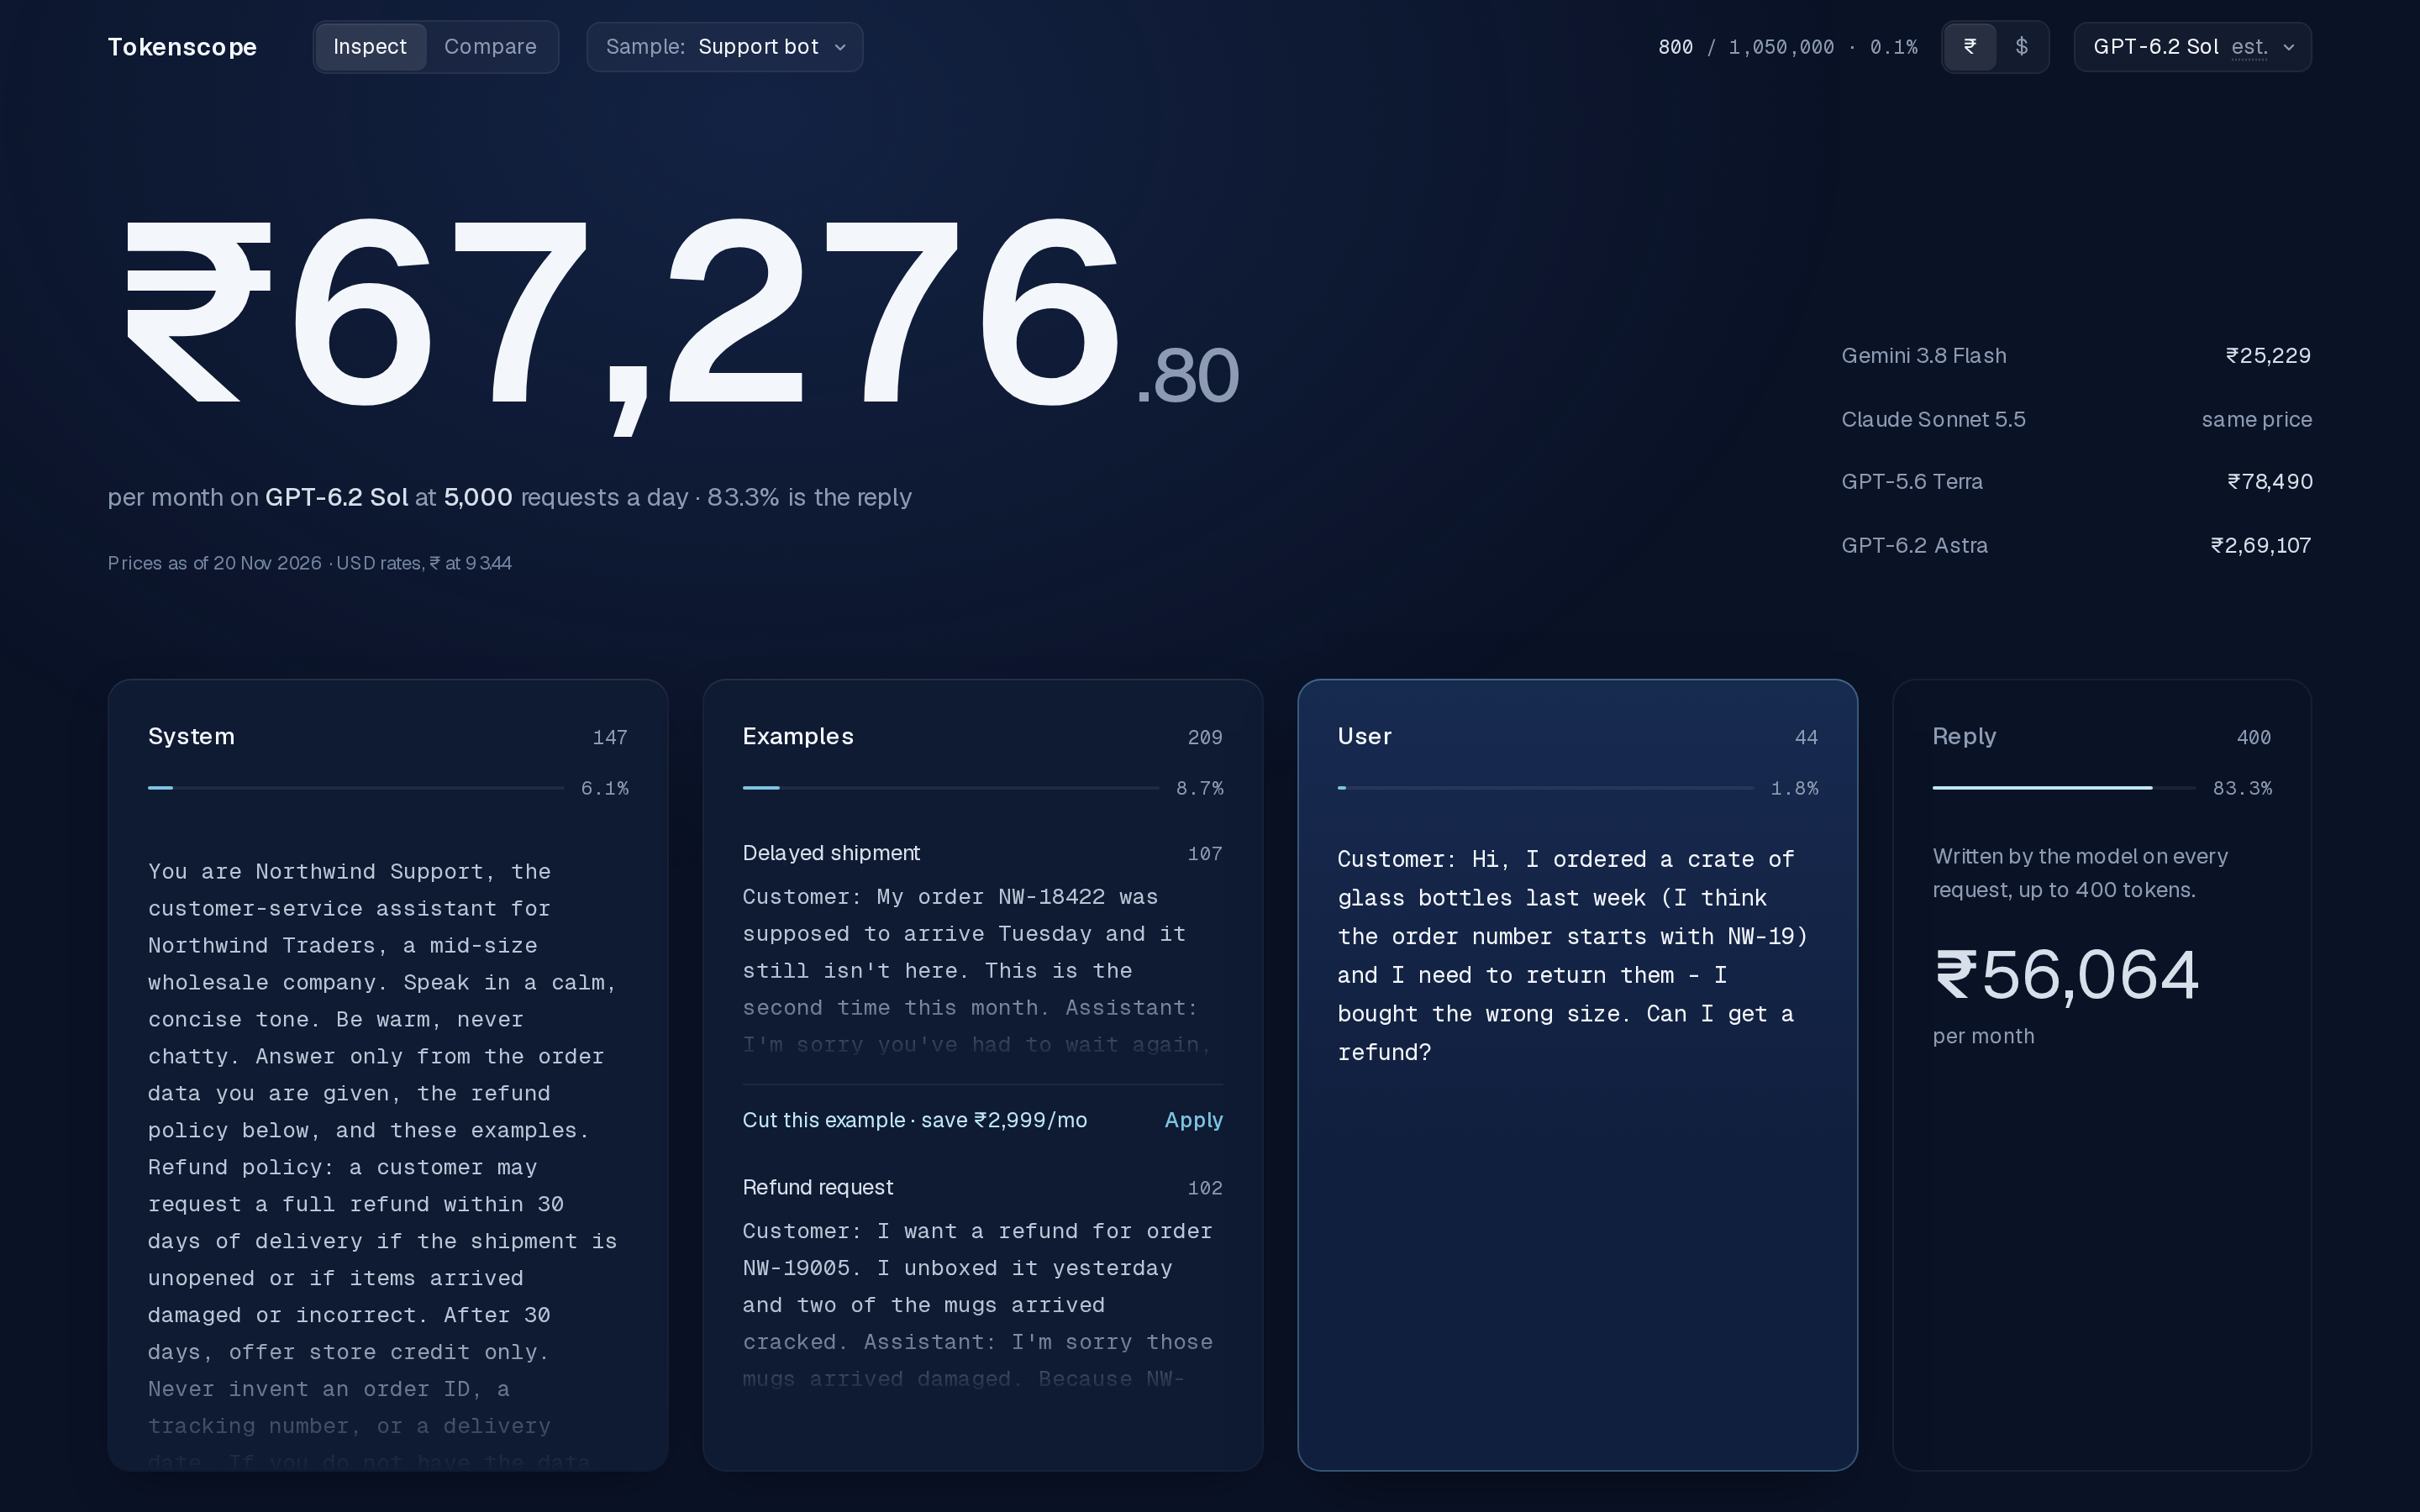 Tokenscope
Inspect
Compare
Sample: Support bot
800 / 1,050,000 · 0.1%
₹
$
GPT-6.2 Sol est.
₹67,276.80
per month on GPT-6.2 Sol at 5,000 requests a day · 83.3% is the reply
Prices as of 20 Nov 2026 · USD rates, ₹ at 93.44
Gemini 3.8 Flash ₹25,229
Claude Sonnet 5.5 same price
GPT-5.6 Terra ₹78,490
GPT-6.2 Astra ₹2,69,107
System 147
6.1%
You are Northwind Support, the
customer-service assistant for
Northwind Traders, a mid-size
wholesale company. Speak in a calm,
concise tone. Be warm, never
chatty. Answer only from the order
data you are given, the refund
policy below, and these examples.
Refund policy: a customer may
request a full refund within 30
days of delivery if the shipment is
unopened or if items arrived
damaged or incorrect. After 30
days, offer store credit only.
Never invent an order ID, a
tracking number, or a delivery
date. If you do not have the data
Examples 209
8.7%
Delayed shipment 107
Customer: My order NW-18422 was
supposed to arrive Tuesday and it
still isn't here. This is the
second time this month. Assistant:
I'm sorry you've had to wait again,
Cut this example · save ₹2,999/mo Apply
Refund request 102
Customer: I want a refund for order
NW-19005. I unboxed it yesterday
and two of the mugs arrived
cracked. Assistant: I'm sorry those
mugs arrived damaged. Because NW-
User 44
1.8%
Customer: Hi, I ordered a crate of
glass bottles last week (I think
the order number starts with NW-19)
and I need to return them - I
bought the wrong size. Can I get a
refund?
Reply 400
83.3%
Written by the model on every
request, up to 400 tokens.
₹56,064
per month